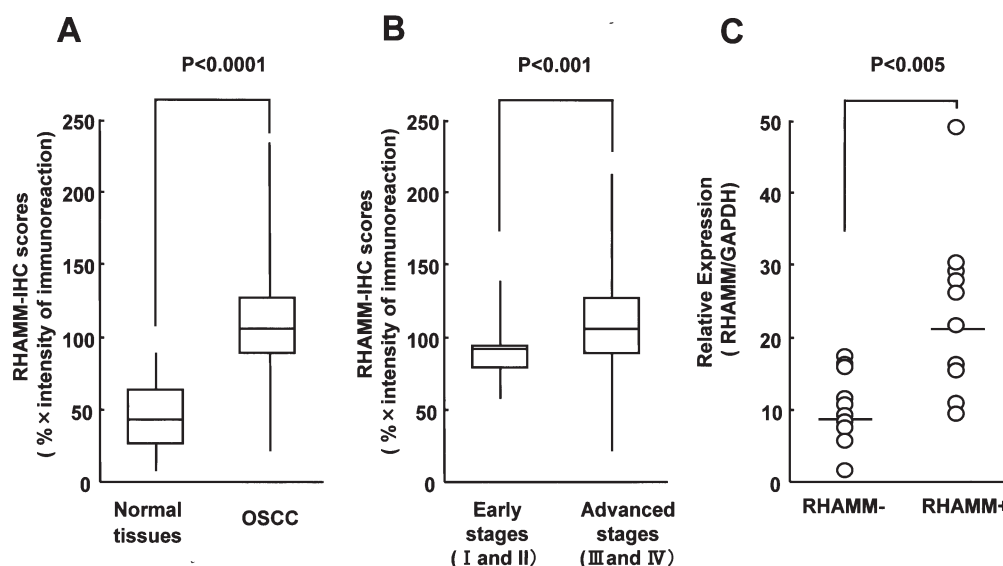 A
P<0.0001
RHAMM-IHC scores
( % × intensity of immunoreaction)
250
200
150
100
50
0
Normal
tissues
OSCC
B
P<0.001
RHAMM-IHC scores
( % × intensity of immunoreaction)
250
200
150
100
50
0
Early
stages
( Ⅰ and II)
Advanced
stages
(Ⅲ and Ⅳ)
C
P<0.005
Relative Expression
( RHAMM/GAPDH)
50
40
30
20
10
0
RHAMM-
RHAMM+